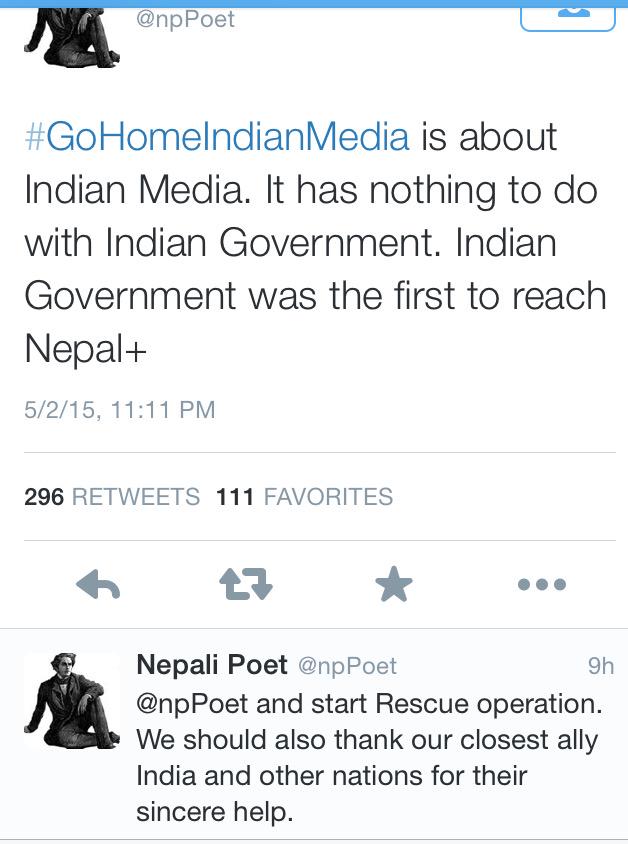 @npPoet
#GoHomeIndianMedia is about
Indian Media. It has nothing to do
with Indian Government. Indian
Government was the first to reach
Nepal+
5/2/15, 11:11 PM
296 RETWEETS 111 FAVORITES
Nepali Poet @npPoet 9h
@npPoet and start Rescue operation.
We should also thank our closest ally
India and other nations for their
sincere help.